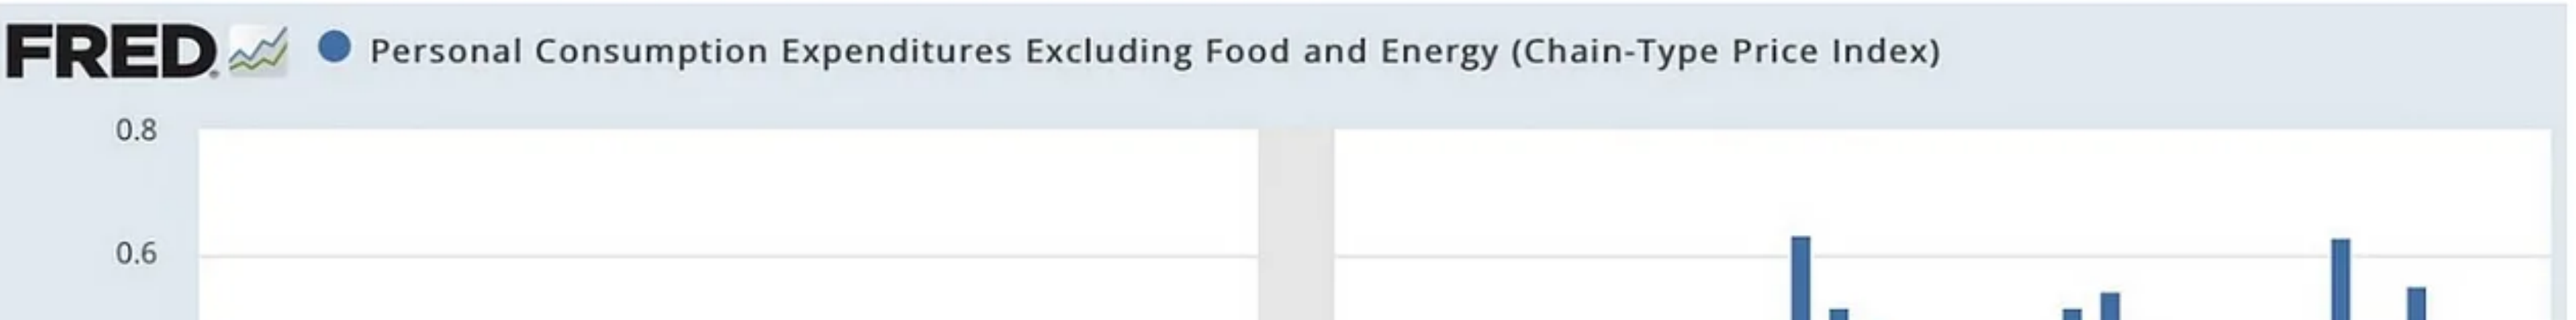 FRED Personal Consumption Expenditures Excluding Food and Energy (Chain-Type Price Index)
0.8
0.6